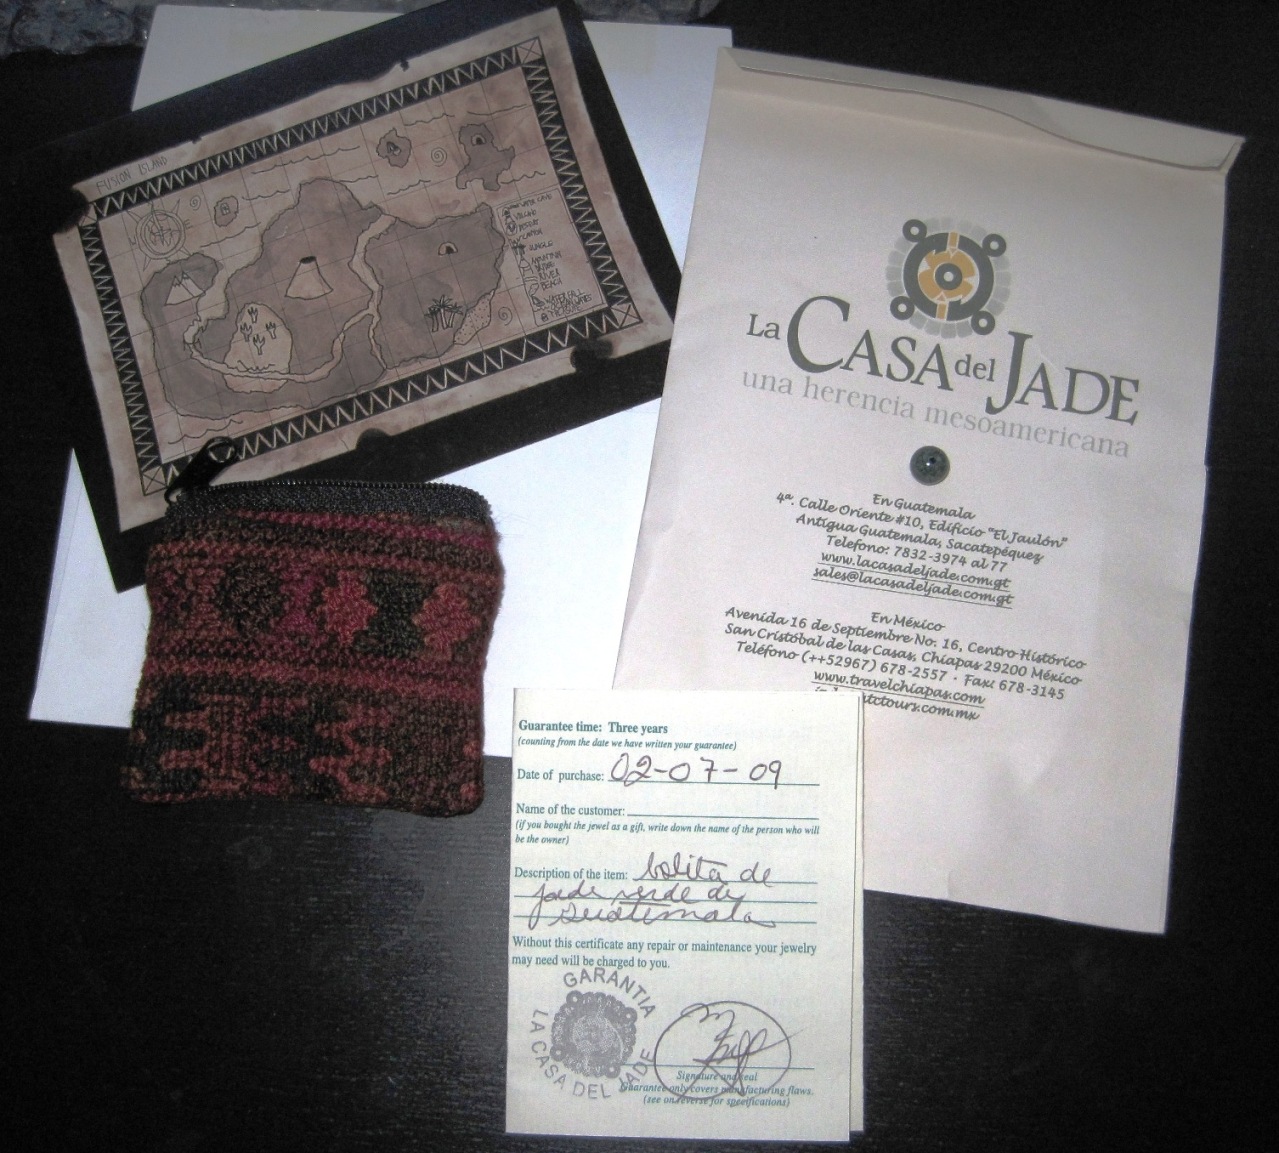 FUSION ISLAND
VOLCANO
DESERT
JUNGLE
MOUNTAIN
RIVER
BEACH
La CASA del JADE
una herencia mesoamericana
En Guatemala
4ª. Calle Oriente #10, Edificio "El Jaulón"
Antigua Guatemala, Sacatepéquez
Telefono: 7832-3974 al 77
www.lacasadeljade.com.gt
sales@lacasadeljade.com.gt
En México
Avenida 16 de Septiembre No. 16, Centro Histórico
San Cristóbal de las Casas, Chiapas 29200 México
Teléfono (++52967) 678-2557 · Fax: 678-3145
www.travelchiapas.com
Guarantee time: Three years
(counting from the date we have written your guarantee)
Date of purchase: 02-07-09
Name of the customer:
(if you bought the jewel as a gift, write down the name of the person who will
be the owner)
Description of the item: bolita de
jade verde de
Guatemala
Without this certificate any repair or maintenance your jewelry
may need will be charged to you.
GARANTIA
LA CASA DEL JADE
Signature and seal
Guarantee only covers manufacturing flaws.
(see on reverse for specifications)